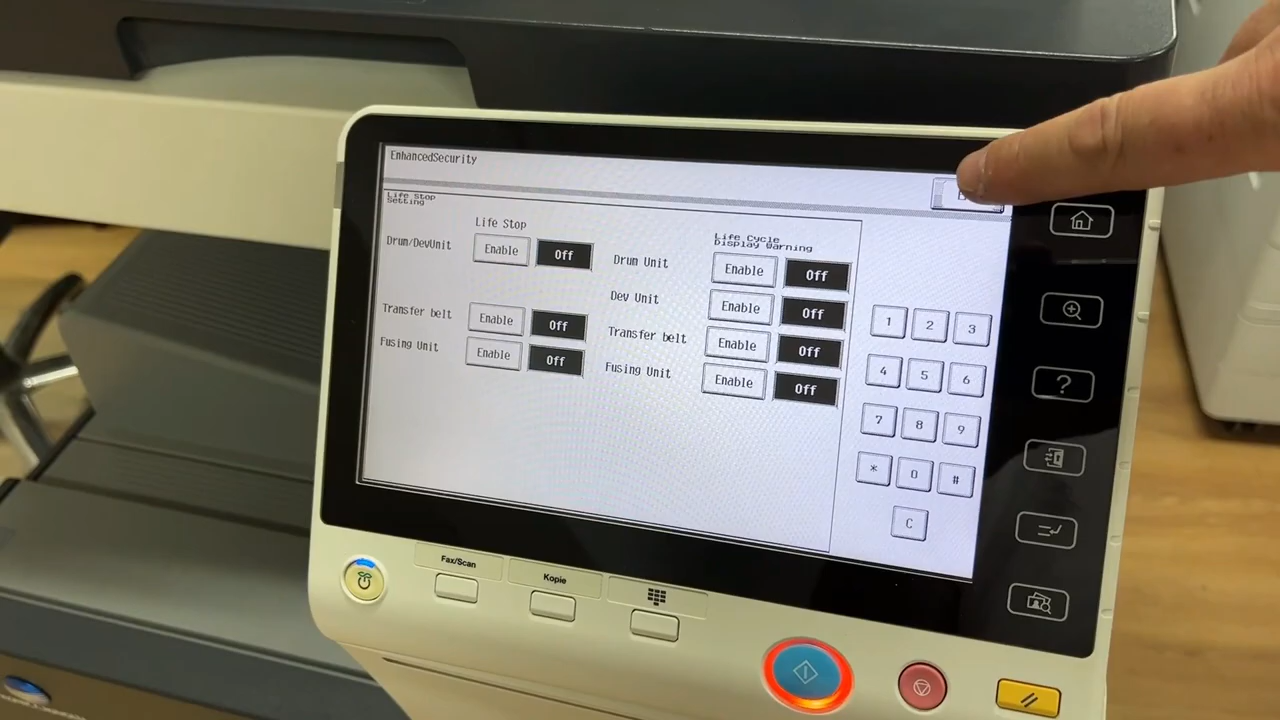 EnhancedSecurity
Life Stop
Setting
Life Stop
Drum/DevUnit
Enable
Off
Transfer belt
Enable
Off
Fusing Unit
Enable
Off
Life Cycle
Display Warning
Drum Unit
Enable
Off
Dev Unit
Enable
Off
Transfer belt
Enable
Off
Fusing Unit
Enable
Off
1 2 3
4 5 6
7 8 9
* 0 #
C
?
Fax/Scan
Kopie